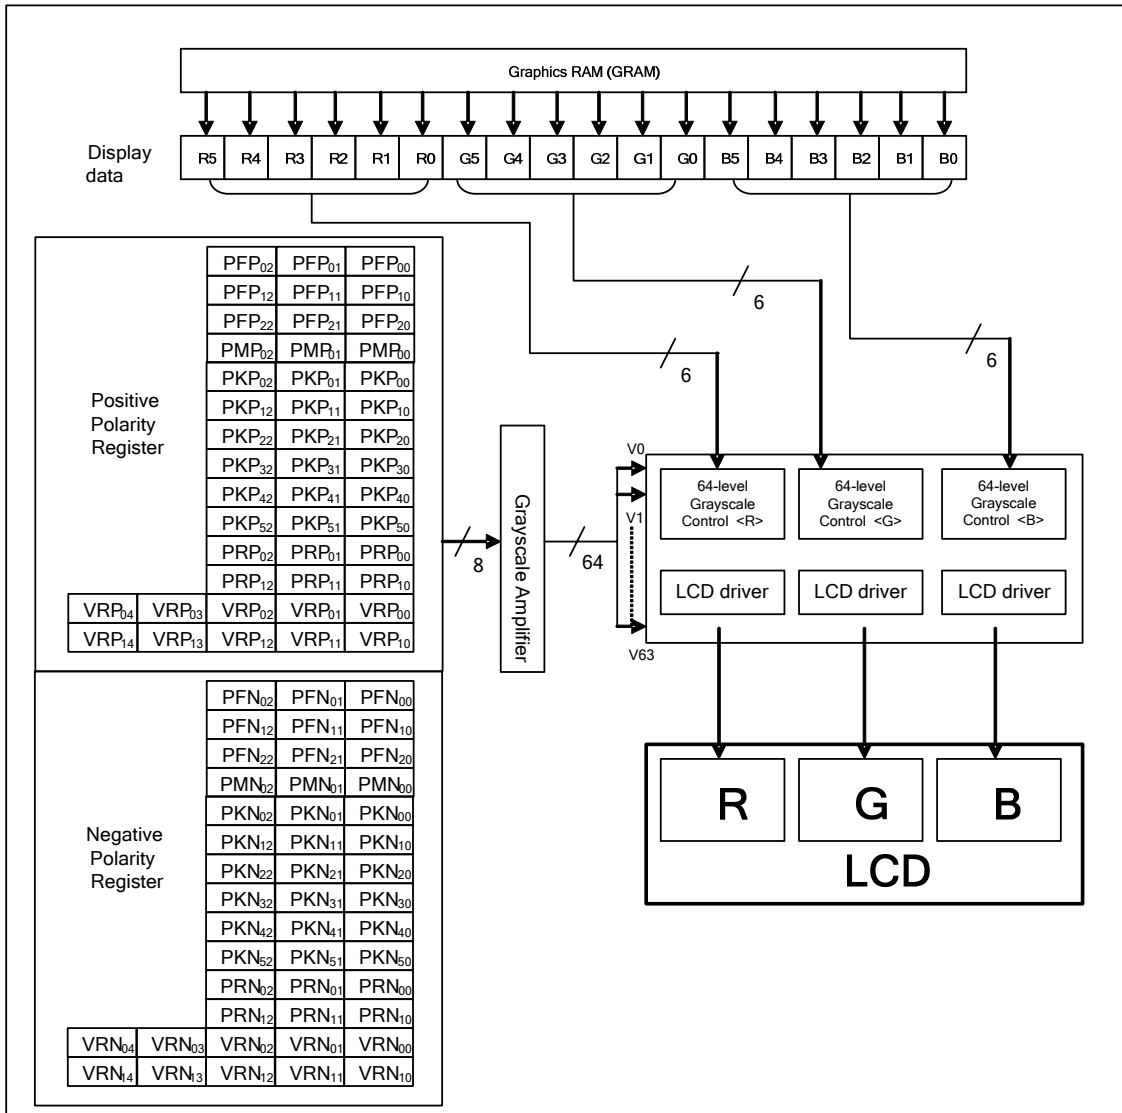 Graphics RAM (GRAM)
Display
data
R5 R4 R3 R2 R1 R0 G5 G4 G3 G2 G1 G0 B5 B4 B3 B2 B1 B0
6
6
6
Positive
Polarity
Register
PFP02 PFP01 PFP00
PFP12 PFP11 PFP10
PFP22 PFP21 PFP20
PMP02 PMP01 PMP00
PKP02 PKP01 PKP00
PKP12 PKP11 PKP10
PKP22 PKP21 PKP20
PKP32 PKP31 PKP30
PKP42 PKP41 PKP40
PKP52 PKP51 PKP50
PRP02 PRP01 PRP00
PRP12 PRP11 PRP10
VRP04 VRP03 VRP02 VRP01 VRP00
VRP14 VRP13 VRP12 VRP11 VRP10
8
Grayscale Amplifier
64
V0
V1
V63
64-level
Grayscale
Control <R>
64-level
Grayscale
Control <G>
64-level
Grayscale
Control <B>
LCD driver
LCD driver
LCD driver
Negative
Polarity
Register
PFN02 PFN01 PFN00
PFN12 PFN11 PFN10
PFN22 PFN21 PFN20
PMN02 PMN01 PMN00
PKN02 PKN01 PKN00
PKN12 PKN11 PKN10
PKN22 PKN21 PKN20
PKN32 PKN31 PKN30
PKN42 PKN41 PKN40
PKN52 PKN51 PKN50
PRN02 PRN01 PRN00
PRN12 PRN11 PRN10
VRN04 VRN03 VRN02 VRN01 VRN00
VRN14 VRN13 VRN12 VRN11 VRN10
R G B
LCD